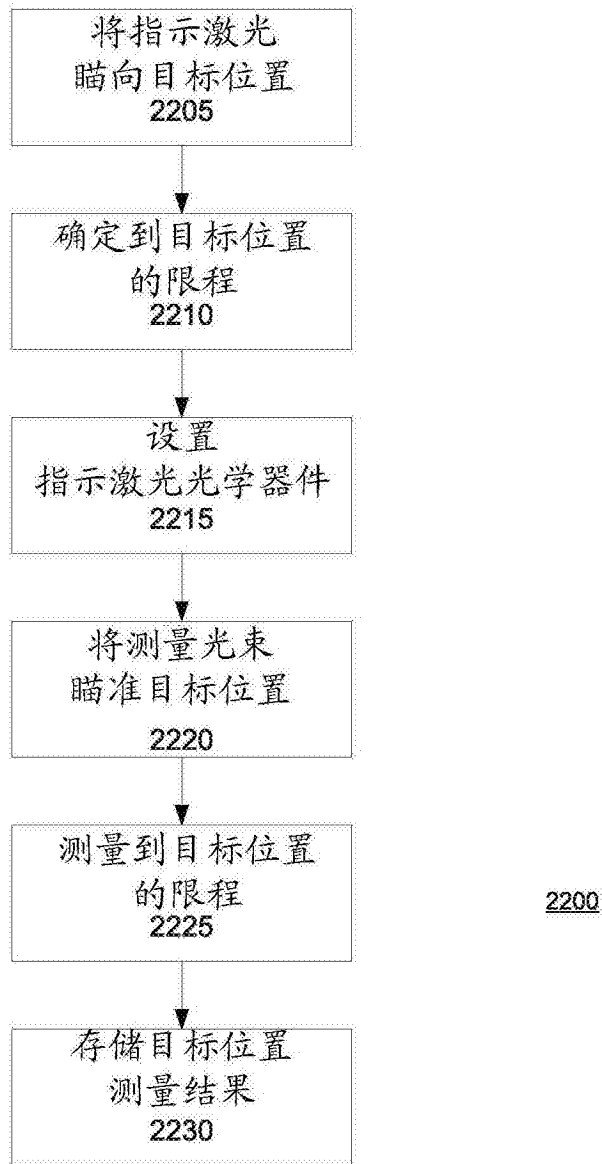 将指示激光
瞄向目标位置
2205
确定到目标位置
的限程
2210
设置
指示激光光学器件
2215
将测量光束
瞄准目标位置
2220
测量到目标位置
的限程
2225
2200
存储目标位置
测量结果
2230